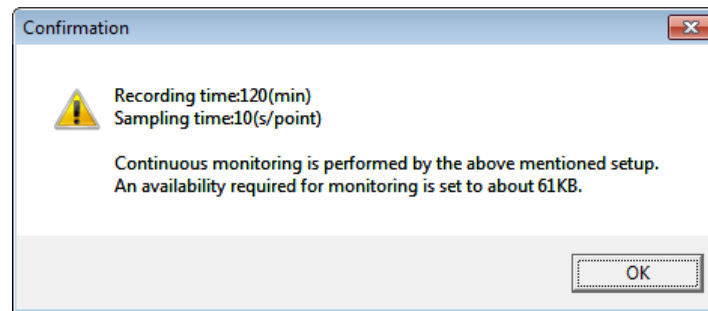 Confirmation
Recording time:120(min)
Sampling time:10(s/point)
Continuous monitoring is performed by the above mentioned setup.
An availability required for monitoring is set to about 61KB.
OK